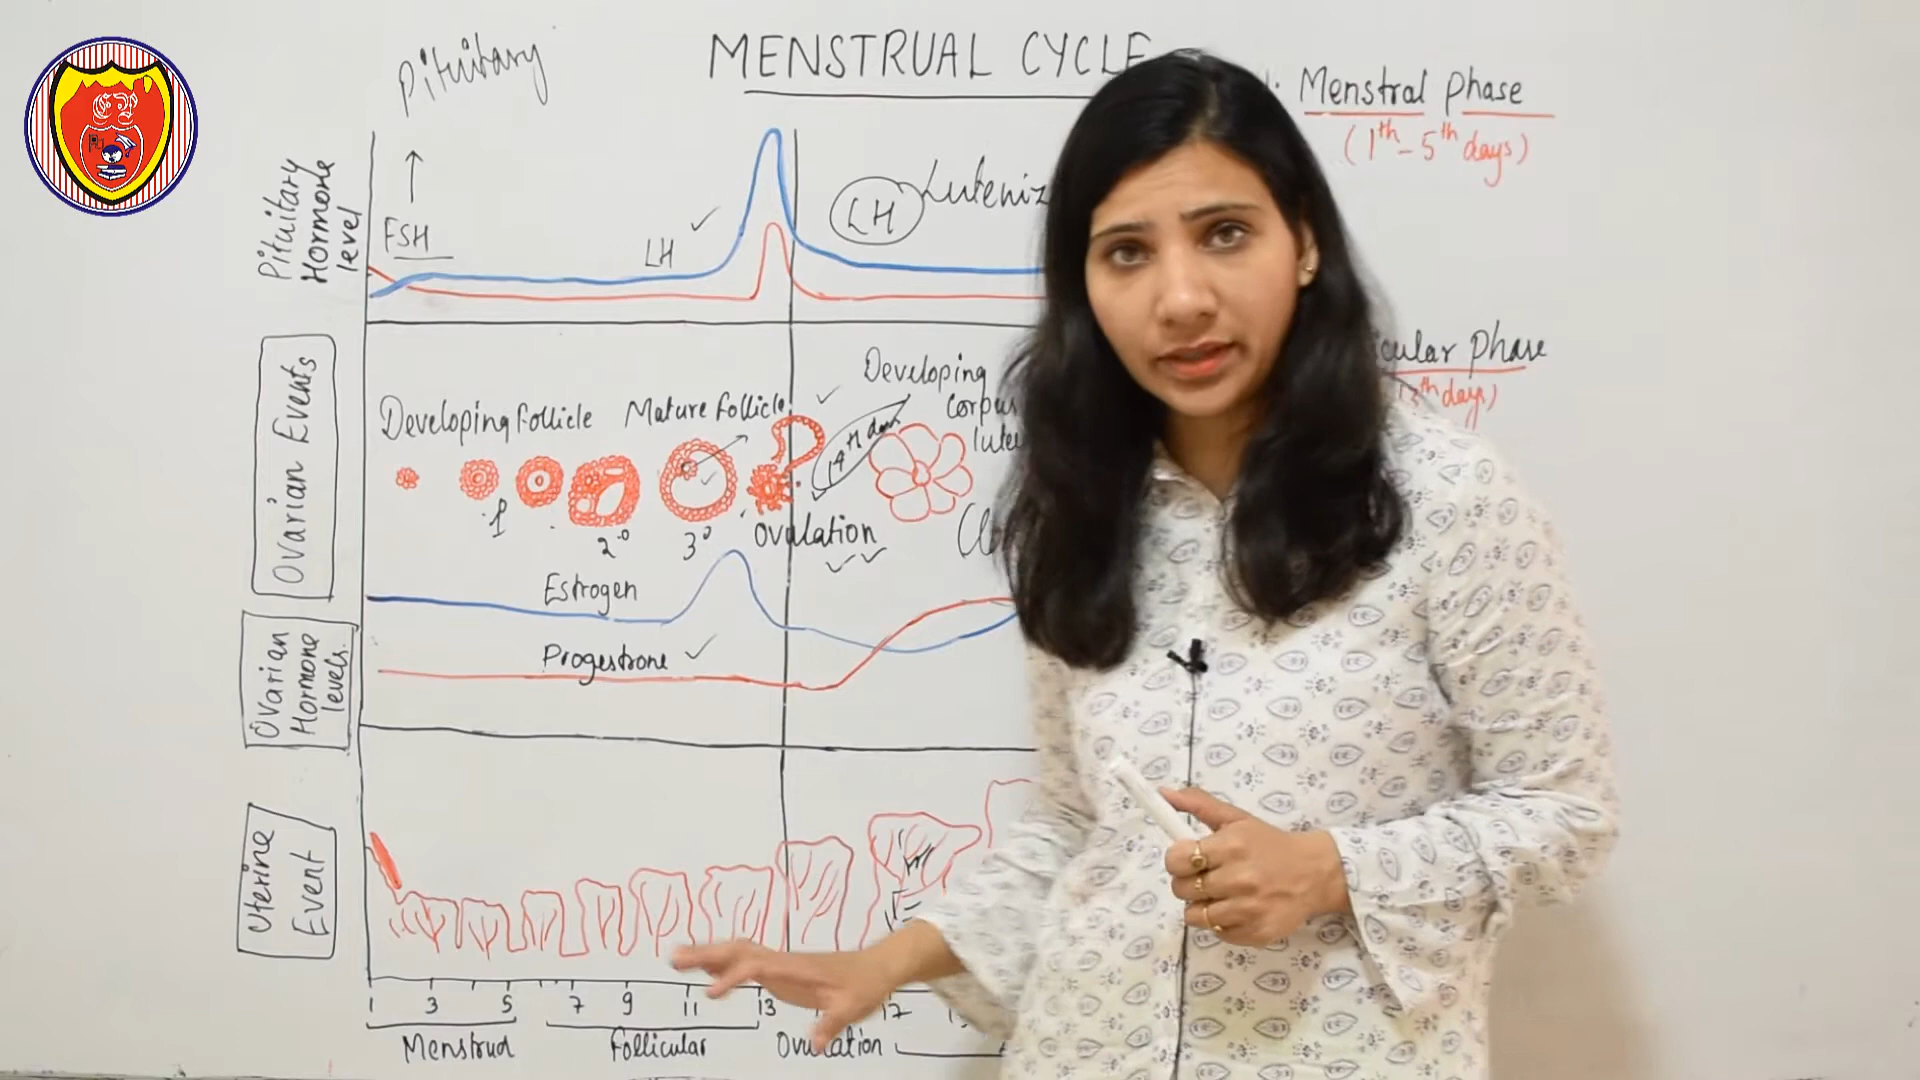 Pituitary
MENSTRUAL CYCLE
Menstral Phase
(1th - 5th days)
Pituitary
Hormone
level
FSH
LH
LH
Luteniz
icular Phase
13th days)
Ovarian Events
Developing follicle
Mature follicle
Developing
Corpus
lute
14th day
1°
2°
3°
Ovulation
Estrogen
Progestrone
Ovarian
Hormone
levels.
Uterine
Event
1 3 5 7 9 11 13 17
Menstrual
follicular
Ovulation